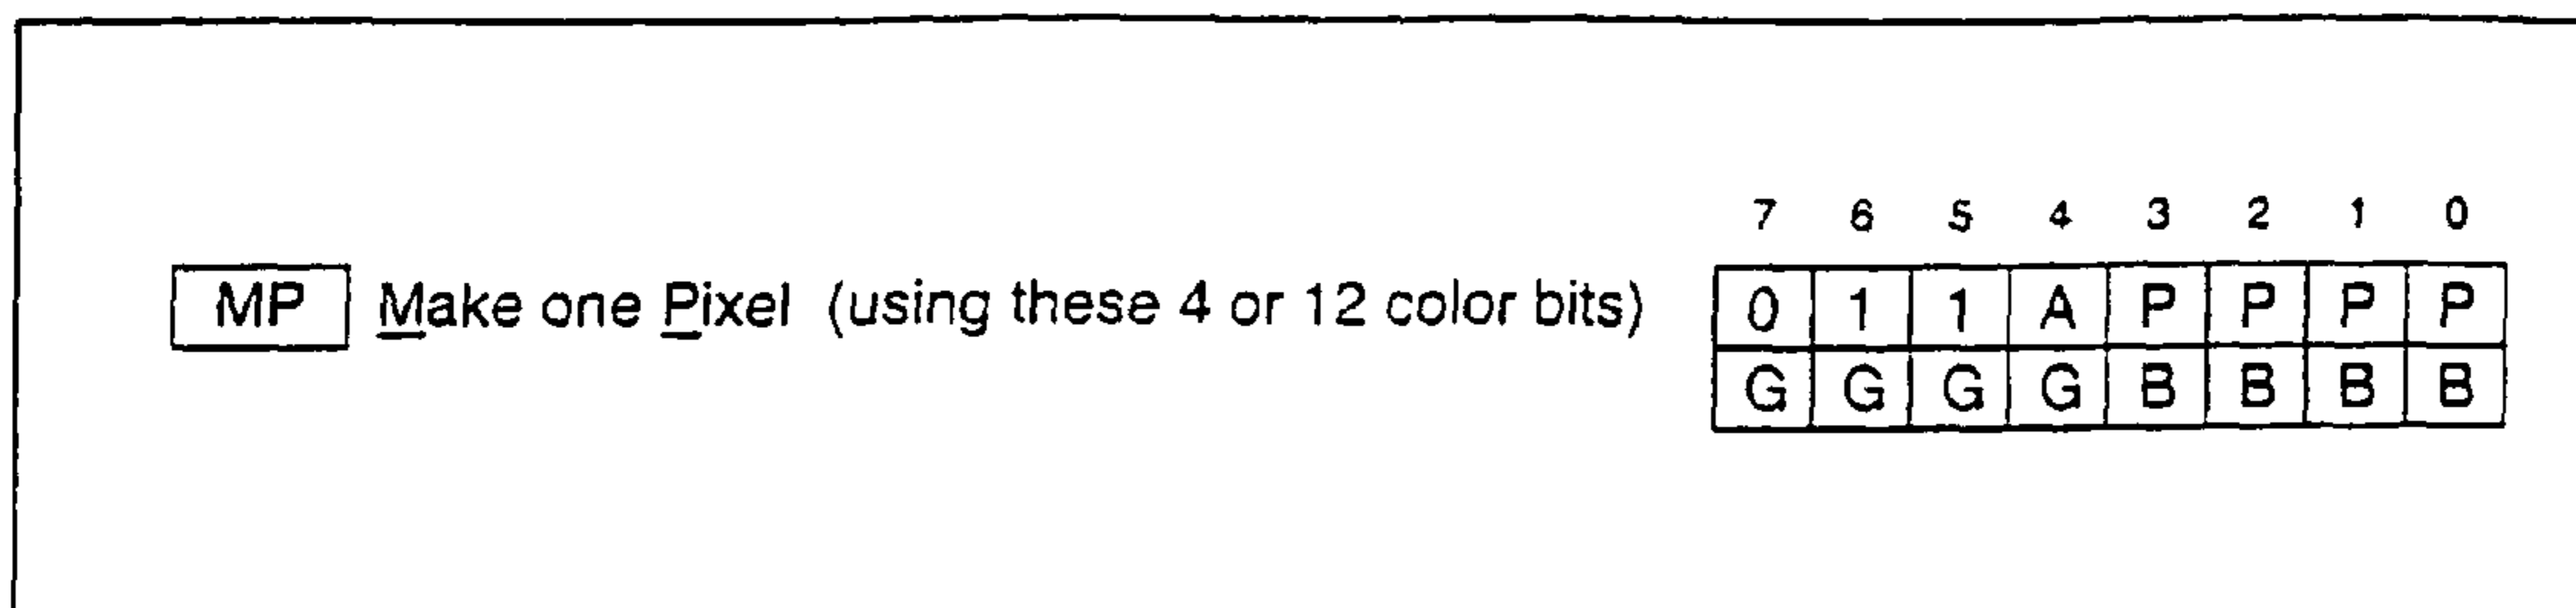 7 6 5 4 3 2 1 0
MP Make one Pixel (using these 4 or 12 color bits) 0 1 1 A P P P P
G G G G B B B B